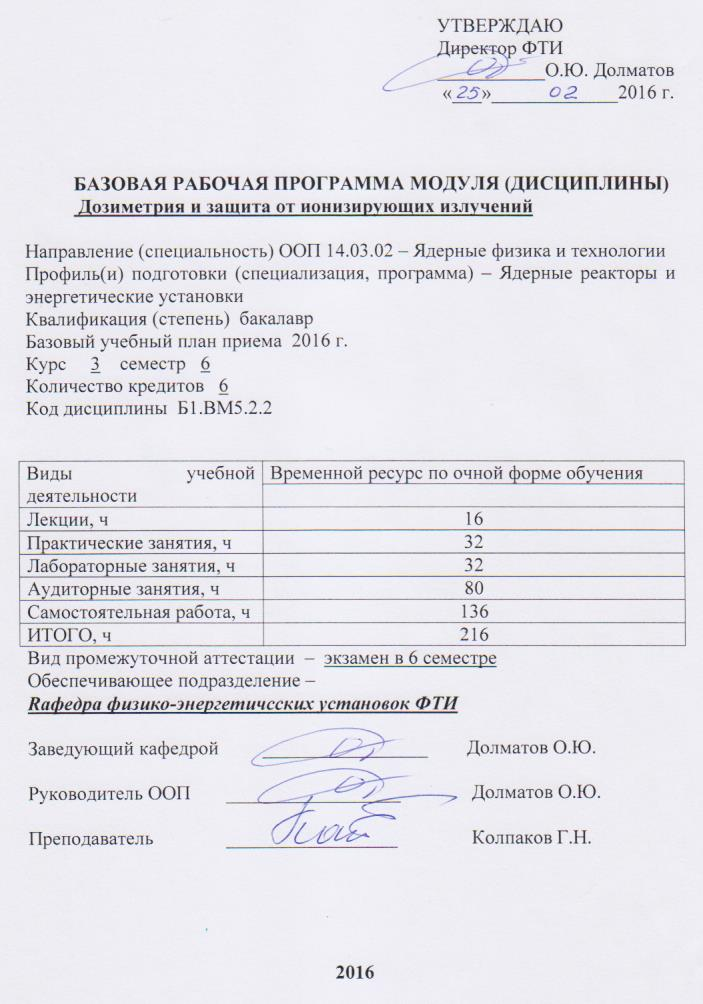 УТВЕРЖДАЮ
Директор ФТИ
___________О.Ю. Долматов
«25»_____02_____2016 г.
БАЗОВАЯ РАБОЧАЯ ПРОГРАММА МОДУЛЯ (ДИСЦИПЛИНЫ)
Дозиметрия и защита от ионизирующих излучений
Направление (специальность) ООП 14.03.02 – Ядерные физика и технологии
Профиль(и) подготовки (специализация, программа) – Ядерные реакторы и
энергетические установки
Квалификация (степень) бакалавр
Базовый учебный план приема 2016 г.
Курс 3 семестр 6
Количество кредитов 6
Код дисциплины Б1.ВМ5.2.2
Виды учебной Временной ресурс по очной форме обучения
деятельности
Лекции, ч 16
Практические занятия, ч 32
Лабораторные занятия, ч 32
Аудиторные занятия, ч 80
Самостоятельная работа, ч 136
ИТОГО, ч 216
Вид промежуточной аттестации – экзамен в 6 семестре
Обеспечивающее подразделение –
Rафедра физико-энергетичсских установок ФТИ
Заведующий кафедрой Долматов О.Ю.
Руководитель ООП Долматов О.Ю.
Преподаватель Колпаков Г.Н.
2016